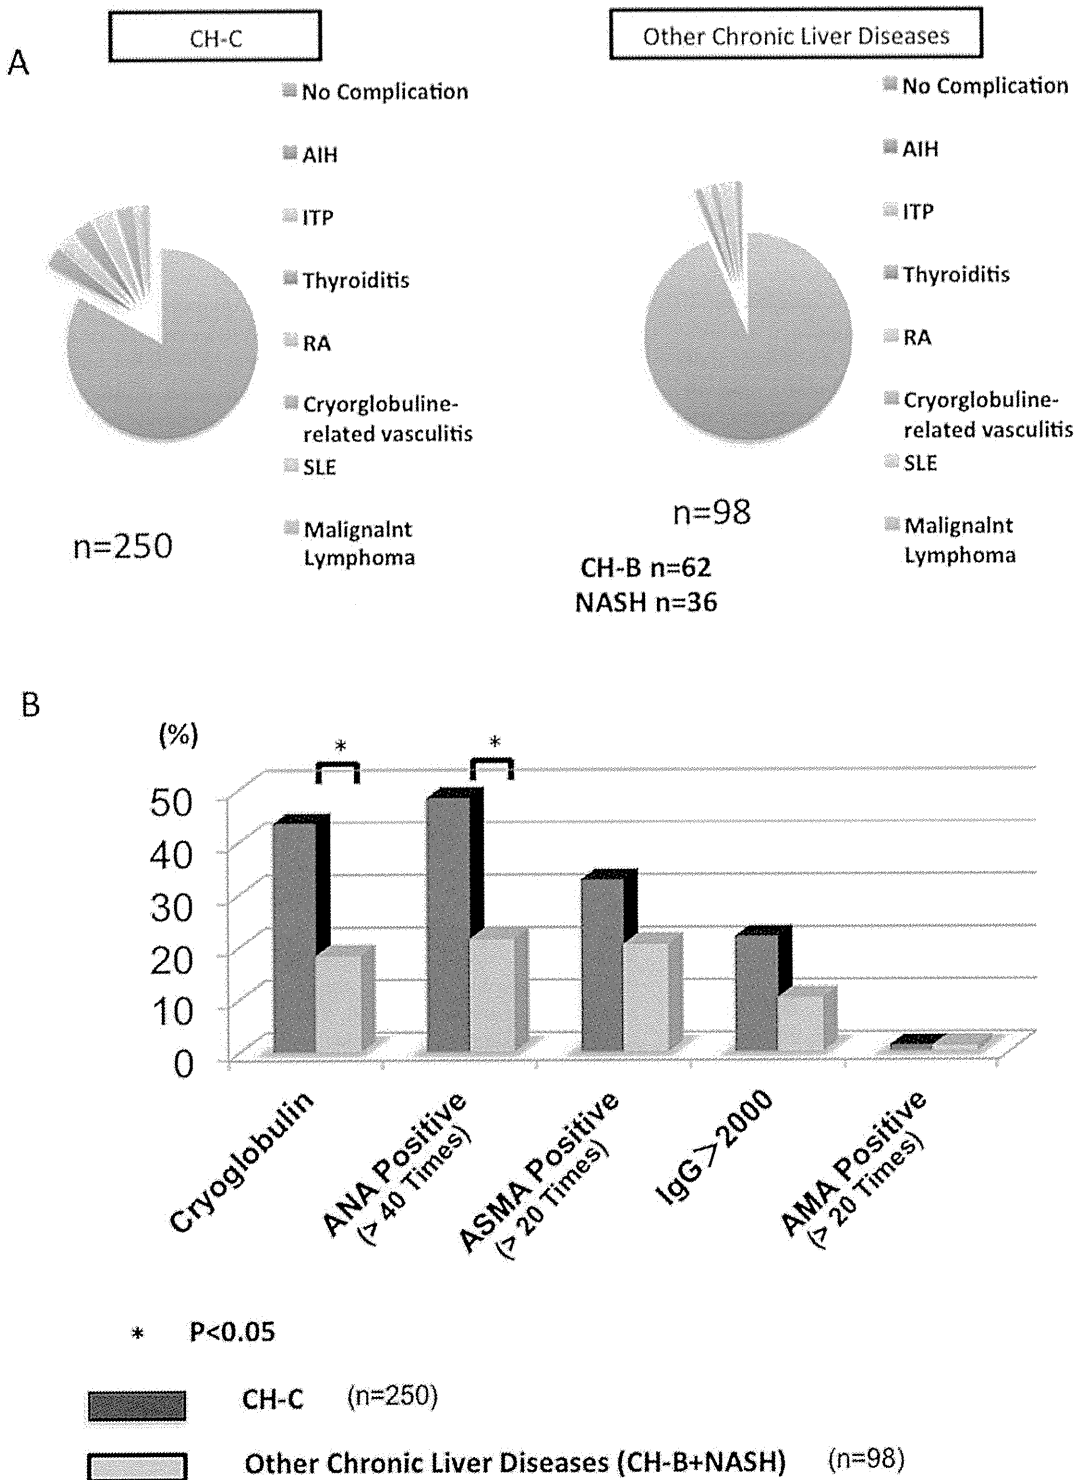 A
CH-C
No Complication
AIH
ITP
Thyroiditis
RA
Cryorglobuline-
related vasculitis
SLE
Malignalnt
Lymphoma
n=250
Other Chronic Liver Diseases
No Complication
AIH
ITP
Thyroiditis
RA
Cryorglobuline-
related vasculitis
SLE
Malignalnt
Lymphoma
n=98
CH-B n=62
NASH n=36
B
(%)
* *
50
40
30
20
10
0
Cryoglobulin
ANA Positive
(> 40 Times)
ASMA Positive
(> 20 Times)
IgG＞2000
AMA Positive
(> 20 Times)
* P<0.05
CH-C (n=250)
Other Chronic Liver Diseases (CH-B+NASH) (n=98)